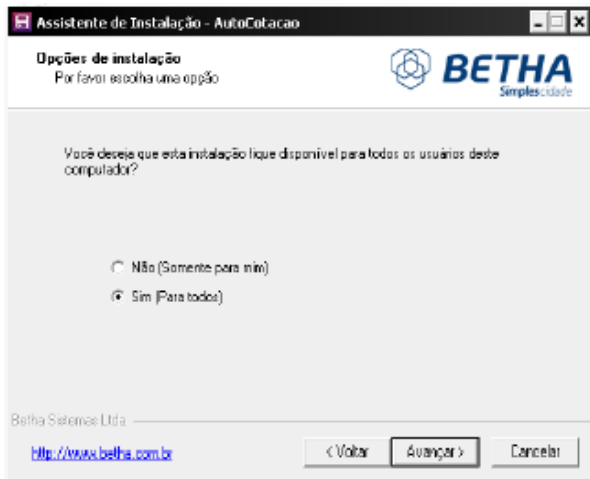 Assistente de Instalação - AutoCotacao
Opções de instalação
Por favor escolha uma opção
BETHA
Simplescidade
Você deseja que esta instalação fique disponível para todos os usuários deste
computador?
Não (Somente para mim)
Sim (Para todos)
Betha Sistemas Ltda
http://www.betha.com.br
< Voltar
Avançar >
Cancelar